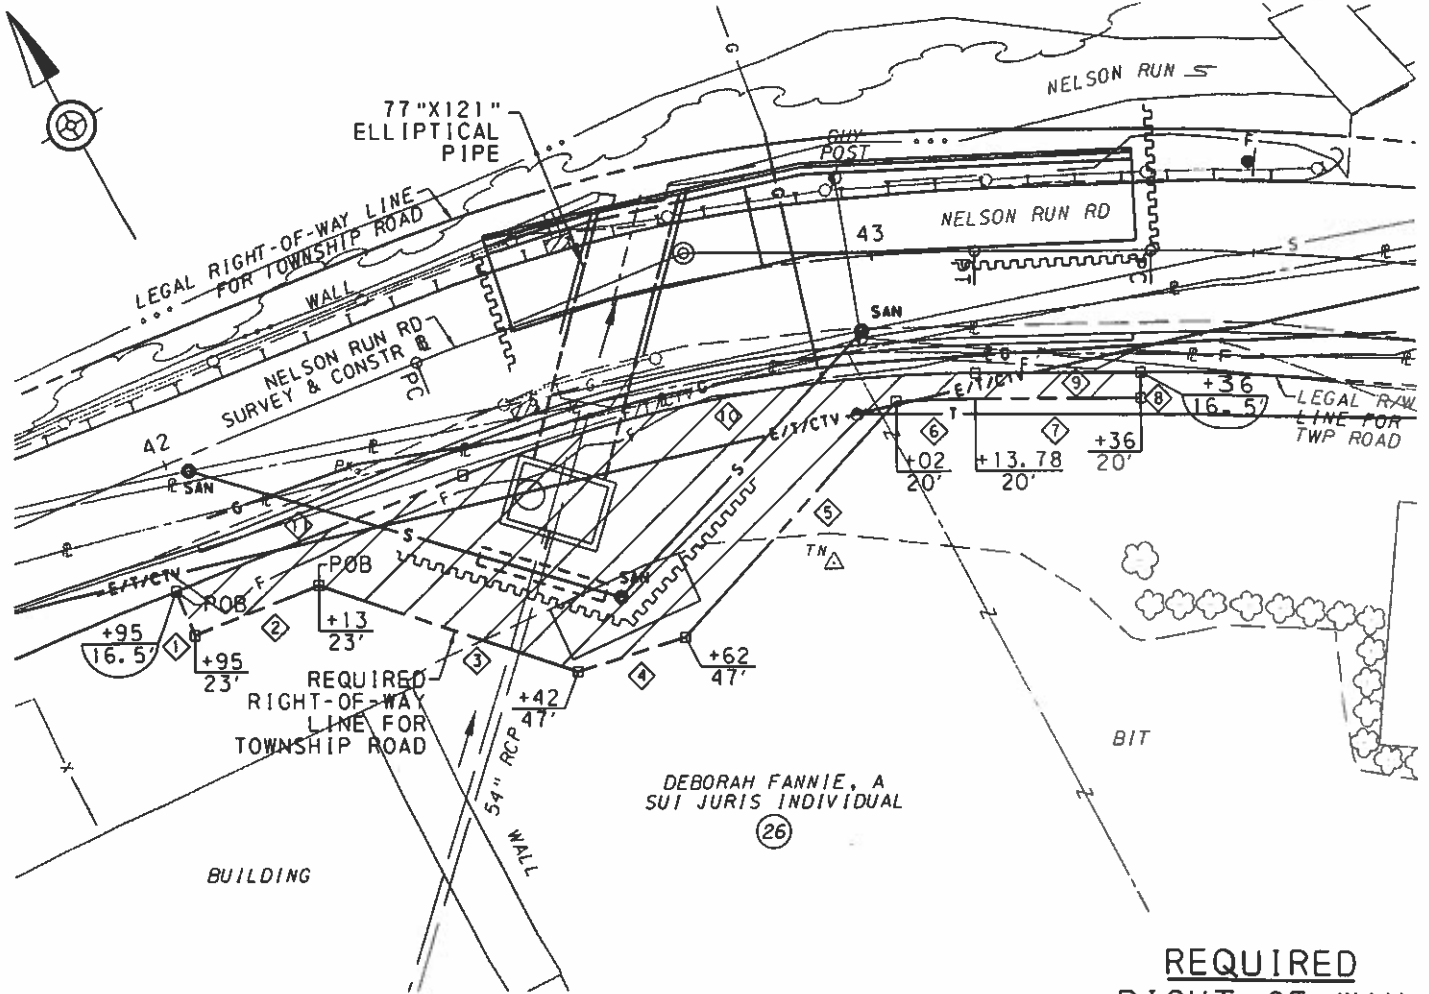 NELSON RUN
77"X121"
ELLIPTICAL
PIPE
GUY
POST
LEGAL RIGHT-OF-WAY LINE
FOR TOWNSHIP ROAD
WALL
NELSON RUN RD
SURVEY & CONSTR
PC
42
43
NELSON RUN RD
SAN
SAN
SAN
E/T/CTV
E/T/CTV
E/T/CTV
POB
POB
+95
16.5'
+95
23'
+13
23'
+42
47'
+62
47'
+02
20'
+13.78
20'
+36
20'
+36
16.5'
LEGAL R/W
LINE FOR
TWP ROAD
1
2
3
4
5
6
7
8
9
10
11
REQUIRED
RIGHT-OF-WAY
LINE FOR
TOWNSHIP ROAD
54" RCP
WALL
BUILDING
TN
BIT
DEBORAH FANNIE, A
SUI JURIS INDIVIDUAL
26
REQUIRED